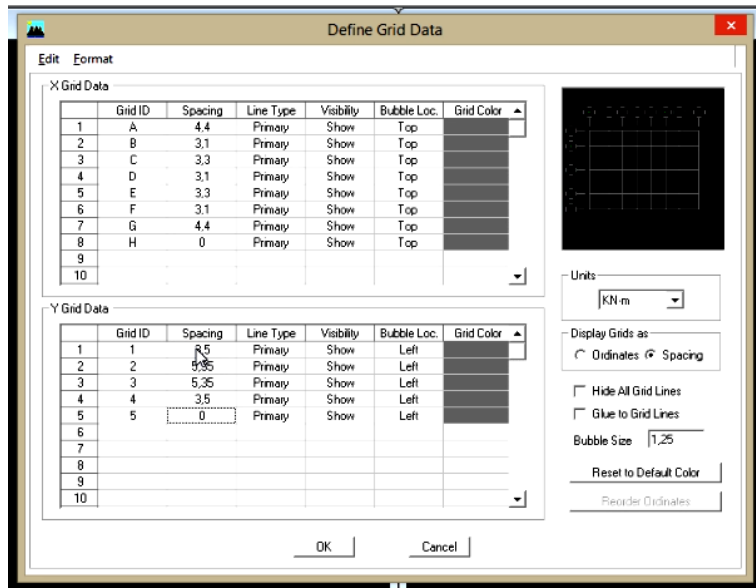 Define Grid Data
Edit Format
X Grid Data
Grid ID Spacing Line Type Visibility Bubble Loc. Grid Color
1 A 4,4 Primary Show Top
2 B 3,1 Primary Show Top
3 C 3,3 Primary Show Top
4 D 3,1 Primary Show Top
5 E 3,3 Primary Show Top
6 F 3,1 Primary Show Top
7 G 4,4 Primary Show Top
8 H 0 Primary Show Top
9
10
Units
KN-m
Y Grid Data
Grid ID Spacing Line Type Visibility Bubble Loc. Grid Color
1 1 3,5 Primary Show Left
2 2 5,35 Primary Show Left
3 3 5,35 Primary Show Left
4 4 3,5 Primary Show Left
5 5 0 Primary Show Left
6
7
8
9
10
Display Grids as
Ordinates Spacing
Hide All Grid Lines
Glue to Grid Lines
Bubble Size 1,25
Reset to Default Color
Reorder Ordinates
OK Cancel